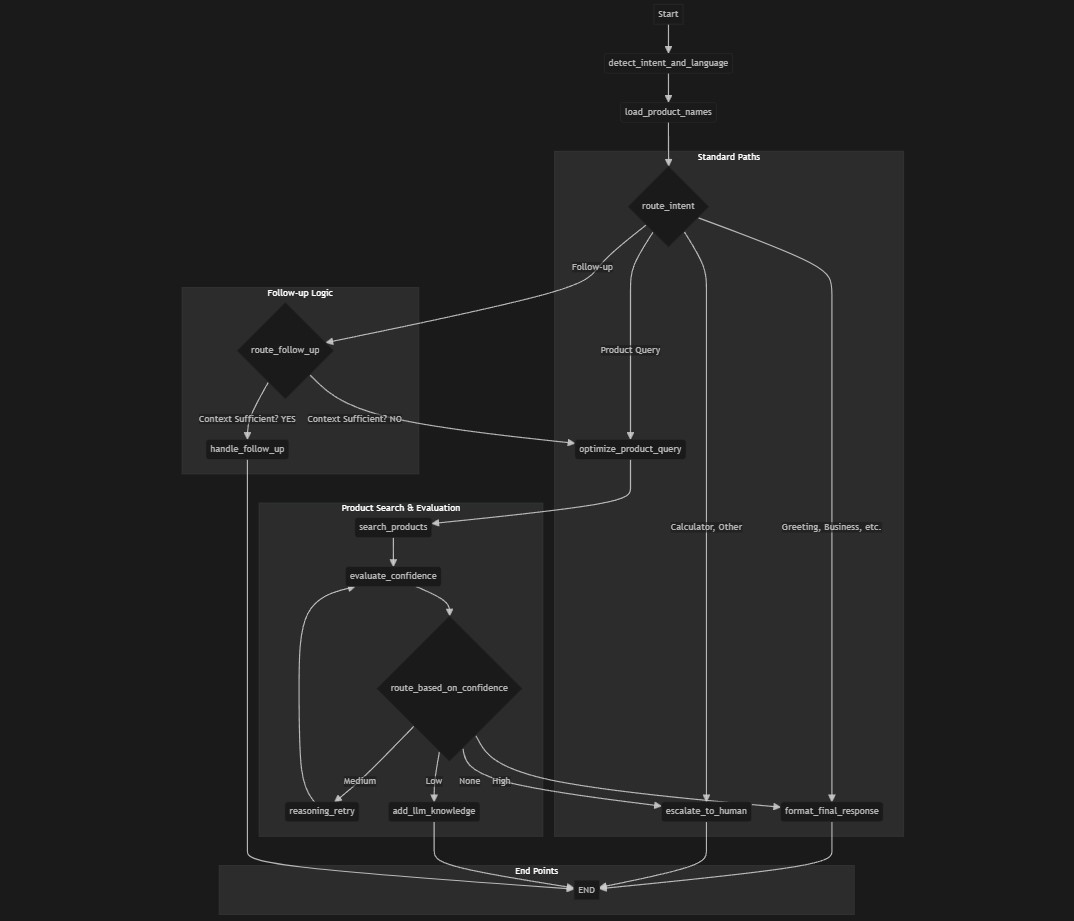 Start
detect_intent_and_language
load_product_names
Standard Paths
route_intent
Follow-up
Follow-up Logic
route_follow_up
Product Query
Context Sufficient? YES
Context Sufficient? NO
handle_follow_up
optimize_product_query
Product Search & Evaluation
search_products
Calculator, Other
Greeting, Business, etc.
evaluate_confidence
route_based_on_confidence
Medium
Low
None
High
reasoning_retry
add_llm_knowledge
escalate_to_human
format_final_response
End Points
END